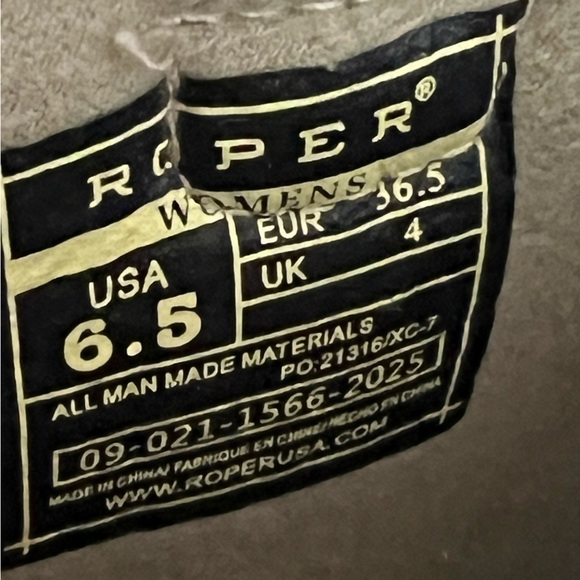 ROPER®
WOMENS
USA
6.5
EUR 36.5
UK 4
ALL MAN MADE MATERIALS
PO:21316/XC-7
09-021-1566-2025
MADE IN CHINA/ FABRIQUE EN CHINE/ HECHO EN CHINA
WWW.ROPERUSA.COM